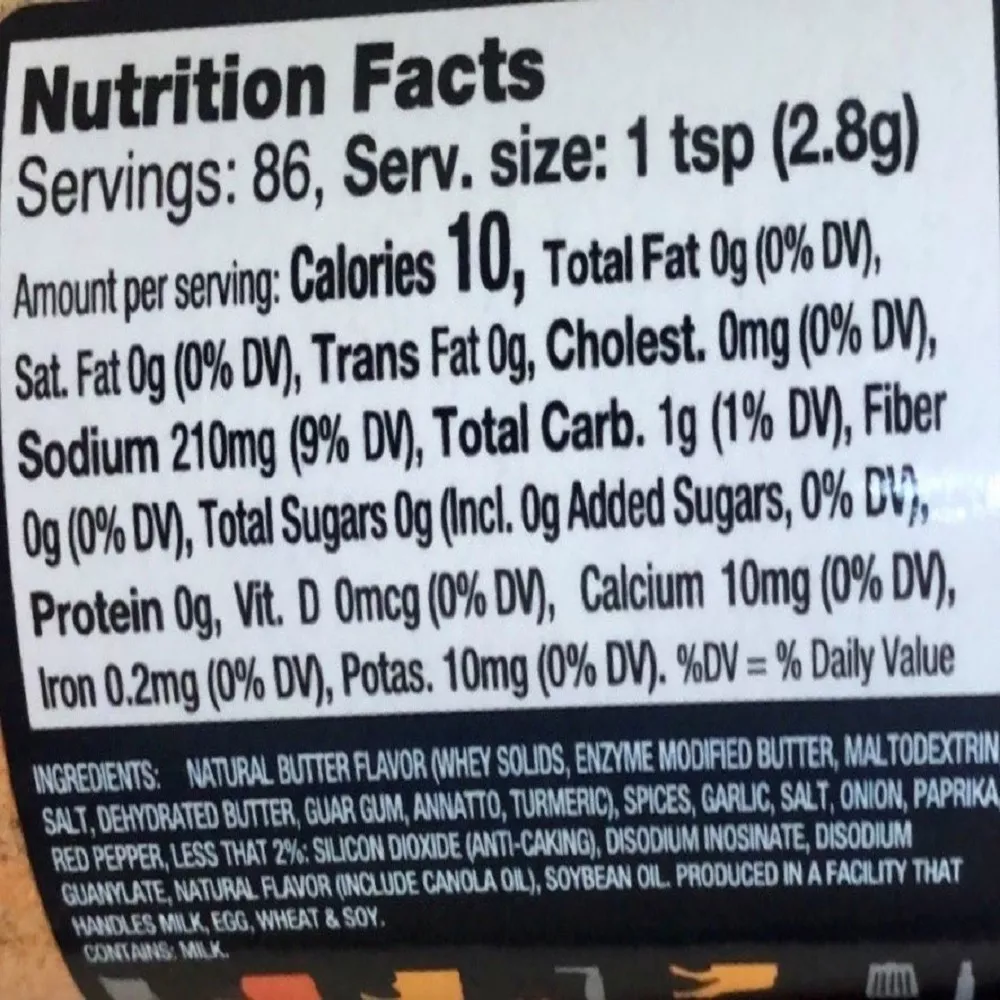 Nutrition Facts
Servings: 86, Serv. size: 1 tsp (2.8g)
Amount per serving: Calories 10, Total Fat 0g (0% DV),
Sat. Fat 0g (0% DV), Trans Fat 0g, Cholest. 0mg (0% DV),
Sodium 210mg (9% DV), Total Carb. 1g (1% DV), Fiber
0g (0% DV), Total Sugars 0g (Incl. 0g Added Sugars, 0% DV),
Protein 0g, Vit. D 0mcg (0% DV), Calcium 10mg (0% DV),
Iron 0.2mg (0% DV), Potas. 10mg (0% DV). %DV = % Daily Value
INGREDIENTS: NATURAL BUTTER FLAVOR (WHEY SOLIDS, ENZYME MODIFIED BUTTER, MALTODEXTRIN
SALT, DEHYDRATED BUTTER, GUAR GUM, ANNATTO, TURMERIC), SPICES, GARLIC, SALT, ONION, PAPRIKA
RED PEPPER, LESS THAT 2%: SILICON DIOXIDE (ANTI-CAKING), DISODIUM INOSINATE, DISODIUM
GUANYLATE, NATURAL FLAVOR (INCLUDE CANOLA OIL), SOYBEAN OIL. PRODUCED IN A FACILITY THAT
HANDLES MILK, EGG, WHEAT & SOY.
CONTAINS: MILK.